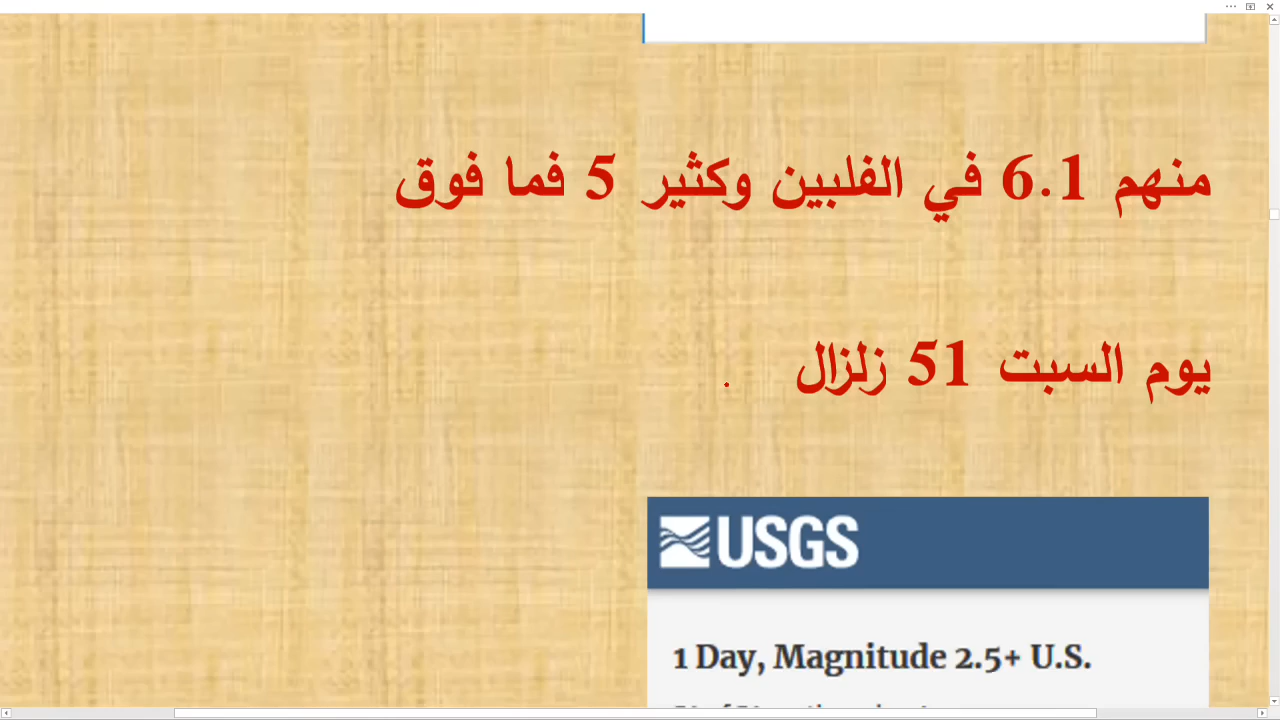 منهم 6.1 في الفلبين وكثير 5 فما فوق
يوم السبت 51 زلزال
USGS
1 Day, Magnitude 2.5+ U.S.